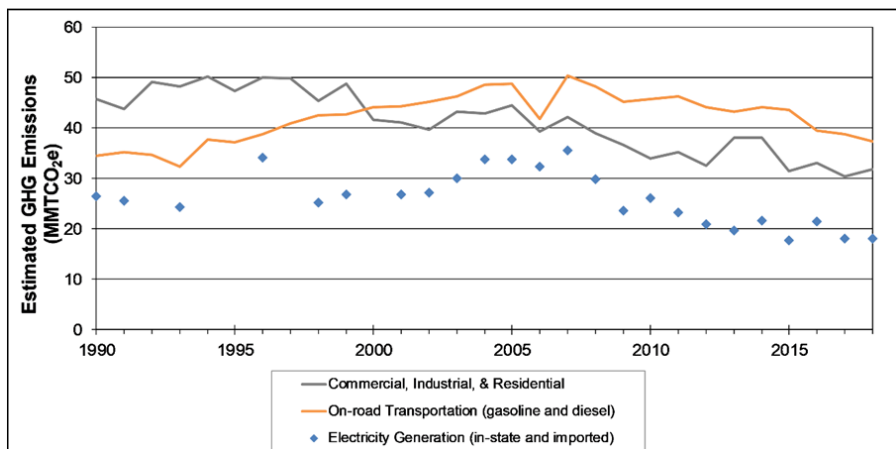 60
50
40
30
20
10
0
Estimated GHG Emissions
(MMTCO₂e)
1990
1995
2000
2005
2010
2015
Commercial, Industrial, & Residential
On-road Transportation (gasoline and diesel)
Electricity Generation (in-state and imported)